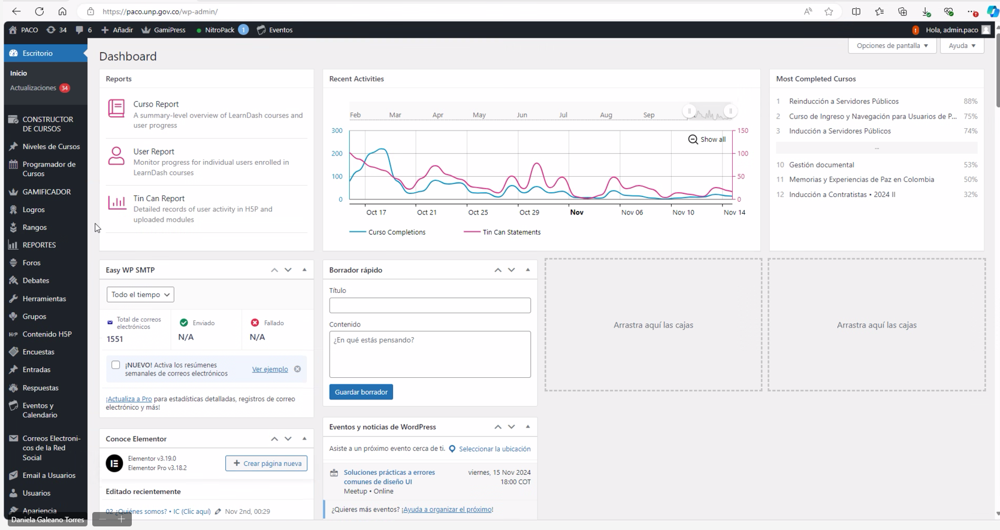 https://paco.unp.gov.co/wp-admin/
PACO 34 6 Añadir GamiPress NitroPack 1 Eventos
Hola, admin.paco
Opciones de pantalla
Ayuda
Escritorio
Inicio
Actualizaciones 34
CONSTRUCTOR
DE CURSOS
Niveles de Cursos
Programador de
Cursos
GAMIFICADOR
Logros
Rangos
REPORTES
Foros
Debates
Herramientas
Grupos
H-P Contenido H5P
Encuestas
Entradas
Respuestas
Eventos y
Calendario
Correos Electroni-
cos de la Red
Social
Email a Usuarios
Usuarios
Apariencia
Daniela Galeano Torres
Dashboard
Reports
Curso Report
A summary-level overview of LearnDash courses and
user progress
User Report
Monitor progress for individual users enrolled in
LearnDash courses
Tin Can Report
Detailed records of user activity in H5P and
uploaded modules
Recent Activities
Feb Mar Apr May Jun Jul Aug Sep
Show all
300
200
100
0
150
100
50
0
Oct 17 Oct 21 Oct 25 Oct 29 Nov Nov 06 Nov 10 Nov 14
Curso Completions Tin Can Statements
Most Completed Cursos
1 Reinducción a Servidores Públicos 88%
2 Curso de Ingreso y Navegación para Usuarios de P... 75%
3 Inducción a Servidores Públicos 74%
...
10 Gestión documental 53%
11 Memorias y Experiencias de Paz en Colombia 50%
12 Inducción a Contratistas • 2024 II 32%
Easy WP SMTP
Todo el tiempo
Total de correos
electrónicos
1551
Enviado
N/A
Fallado
N/A
¡NUEVO! Activa los resúmenes
semanales de correos electrónicos
Ver ejemplo
¡Actualiza a Pro para estadísticas detalladas, registros de correo
electrónico y más!
Conoce Elementor
Elementor v3.19.0
Elementor Pro v3.18.2
Crear página nueva
Editado recientemente
02 ¿Quiénes somos? • IC (Clic aquí) Nov 2nd, 00:29
Borrador rápido
Título
Contenido
¿En qué estás pensando?
Guardar borrador
Eventos y noticias de WordPress
Asiste a un próximo evento cerca de ti. Seleccionar la ubicación
Soluciones prácticas a errores
comunes de diseño UI
Meetup • Online
viernes, 15 Nov 2024
18:00 COT
¿Quieres más eventos? ¡Ayuda a organizar el próximo!
Arrastra aquí las cajas
Arrastra aquí las cajas